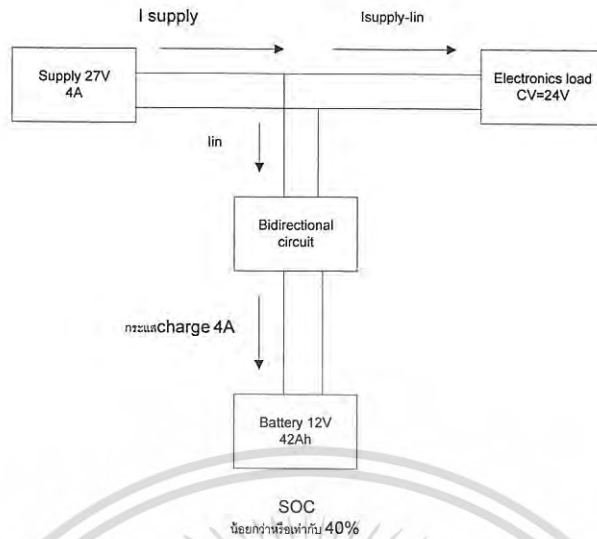 I supply
Isupply-Iin
Supply 27V
4A
Electronics load
CV=24V
Iin
Bidirectional
circuit
กระแสcharge 4A
Battery 12V
42Ah
SOC
น้อยกว่าหรือเท่ากับ 40%